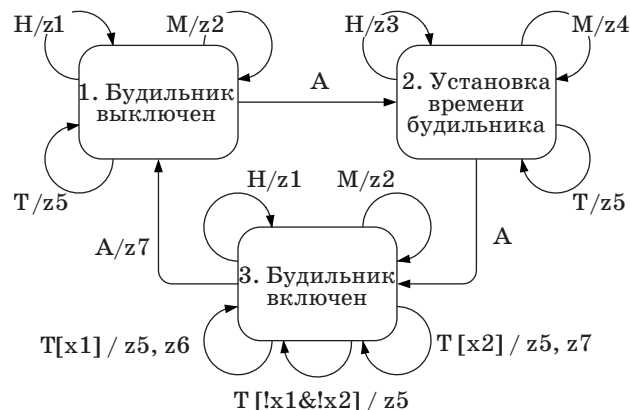 H/z1
M/z2
H/z3
M/z4
1. Будильник
выключен
A
2. Установка
времени
будильника
T/z5
T/z5
H/z1
M/z2
A/z7
A
3. Будильник
включен
T[x1] / z5, z6
T [x2] / z5, z7
T [!x1&!x2] / z5